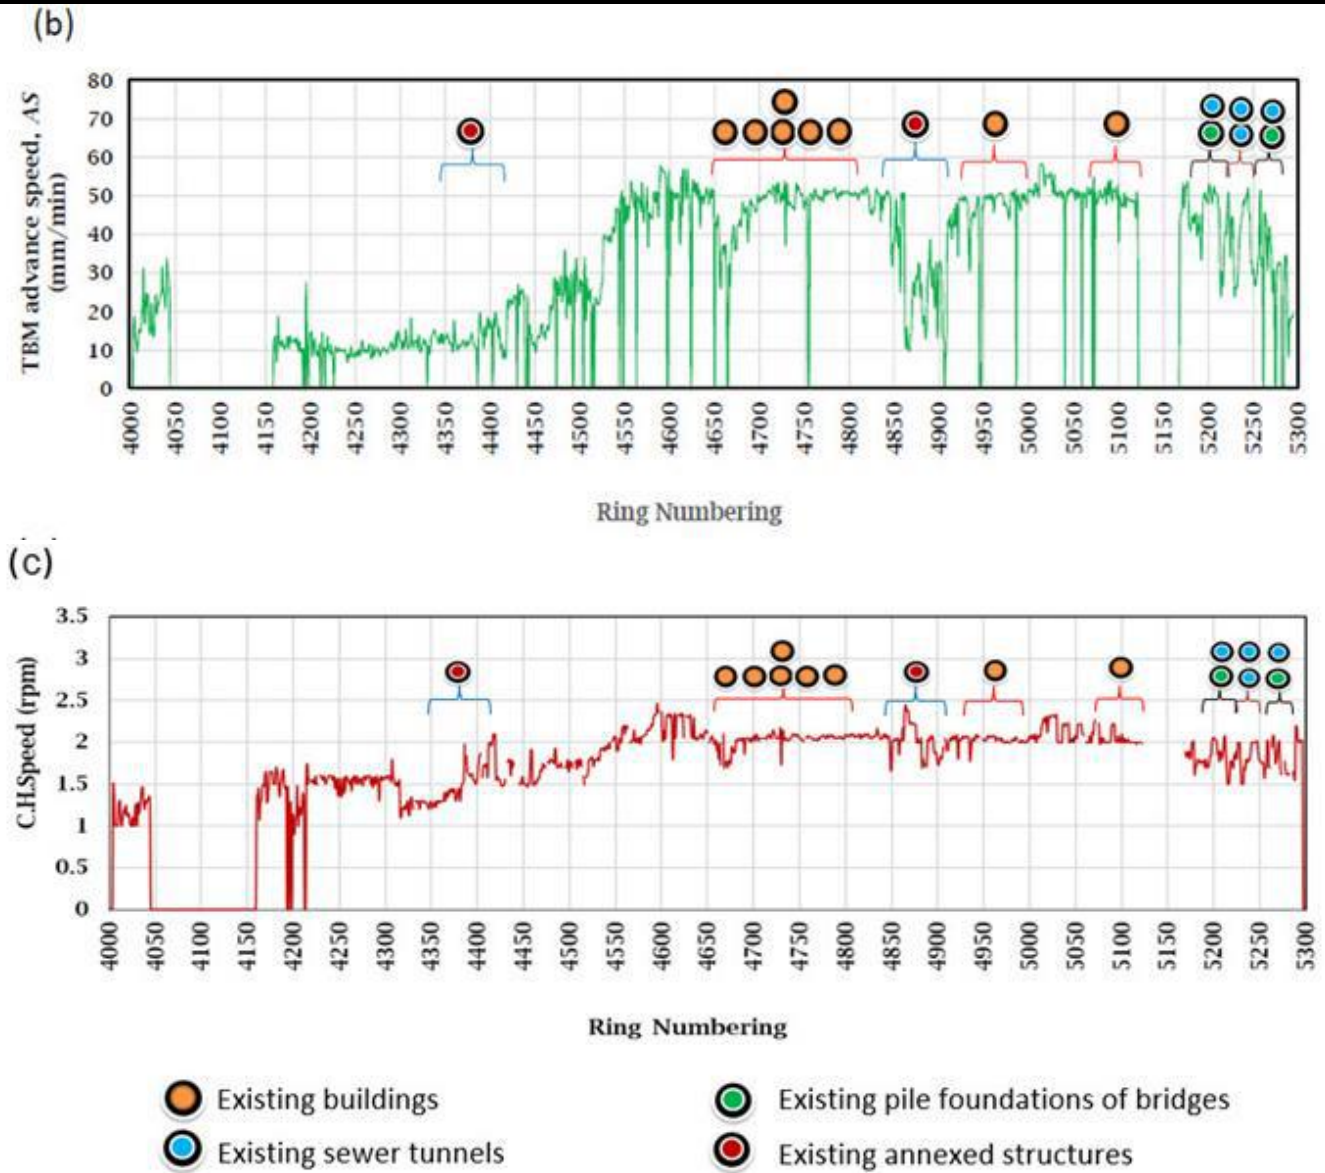 (b)
TBM advance speed, AS
(mm/min)
80
70
60
50
40
30
20
10
0
4000 4050 4100 4150 4200 4250 4300 4350 4400 4450 4500 4550 4600 4650 4700 4750 4800 4850 4900 4950 5000 5050 5100 5150 5200 5250 5300
Ring Numbering
(c)
C.H.Speed (rpm)
3.5
3
2.5
2
1.5
1
0.5
0
4000 4050 4100 4150 4200 4250 4300 4350 4400 4450 4500 4550 4600 4650 4700 4750 4800 4850 4900 4950 5000 5050 5100 5150 5200 5250 5300
Ring Numbering
Existing buildings
Existing pile foundations of bridges
Existing sewer tunnels
Existing annexed structures